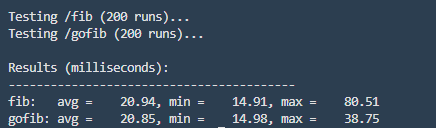 Testing /fib (200 runs)...
Testing /gofib (200 runs)...
Results (milliseconds):
-----------------------------------------
fib:   avg =    20.94, min =    14.91, max =    80.51
gofib: avg =    20.85, min =    14.98, max =    38.75